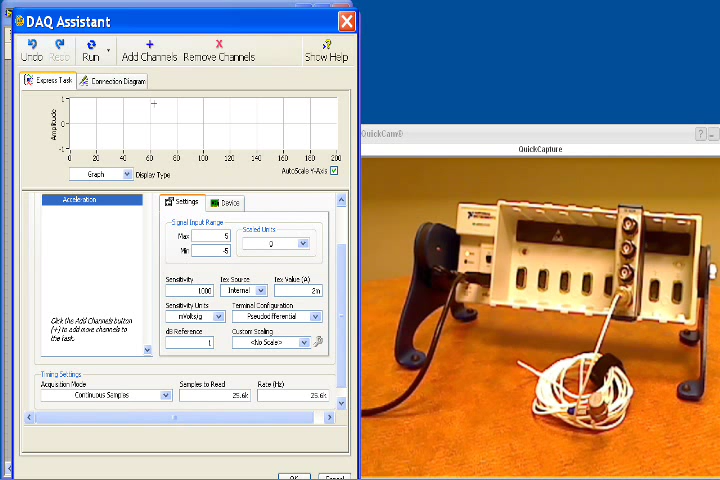 DAQ Assistant
Undo Redo Run Add Channels Remove Channels Show Help
Express Task Connection Diagram
Amplitude
1
0
-1
0 20 40 60 80 100 120 140 160 180 200
Graph Display Type AutoScale Y-Axis
Acceleration
Click the Add Channels button
(+) to add more channels to
the task.
Settings Device
Signal Input Range
Max 5
Min -5
Scaled Units
Sensitivity Iex Source Iex Value (A)
1000 Internal 2m
Sensitivity Units Terminal Configuration
mVolts/g Pseudodifferential
dB Reference Custom Scaling
1 <No Scale>
Timing Settings
Acquisition Mode Samples to Read Rate (Hz)
Continuous Samples 25.6k 25.6k
OK Cancel
QuickCam®
QuickCapture